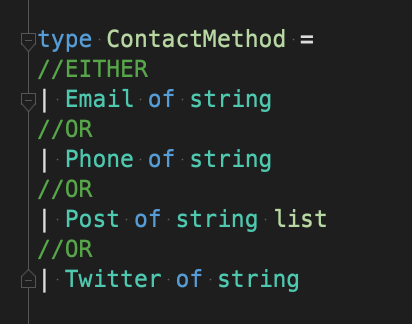 type ContactMethod =
//EITHER
| Email of string
//OR
| Phone of string
//OR
| Post of string list
//OR
| Twitter of string